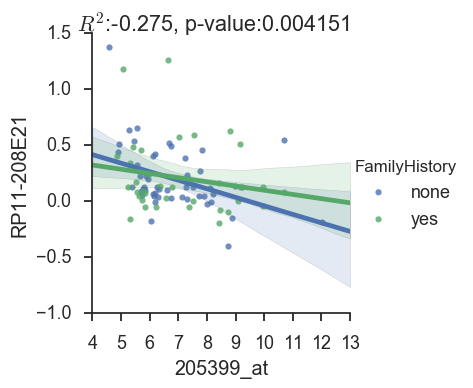 R²:-0.275, p-value:0.004151
1.5
1.0
0.5
0.0
−0.5
−1.0
RP11-208E21
4 5 6 7 8 9 10 11 12 13
205399_at
FamilyHistory
none
yes